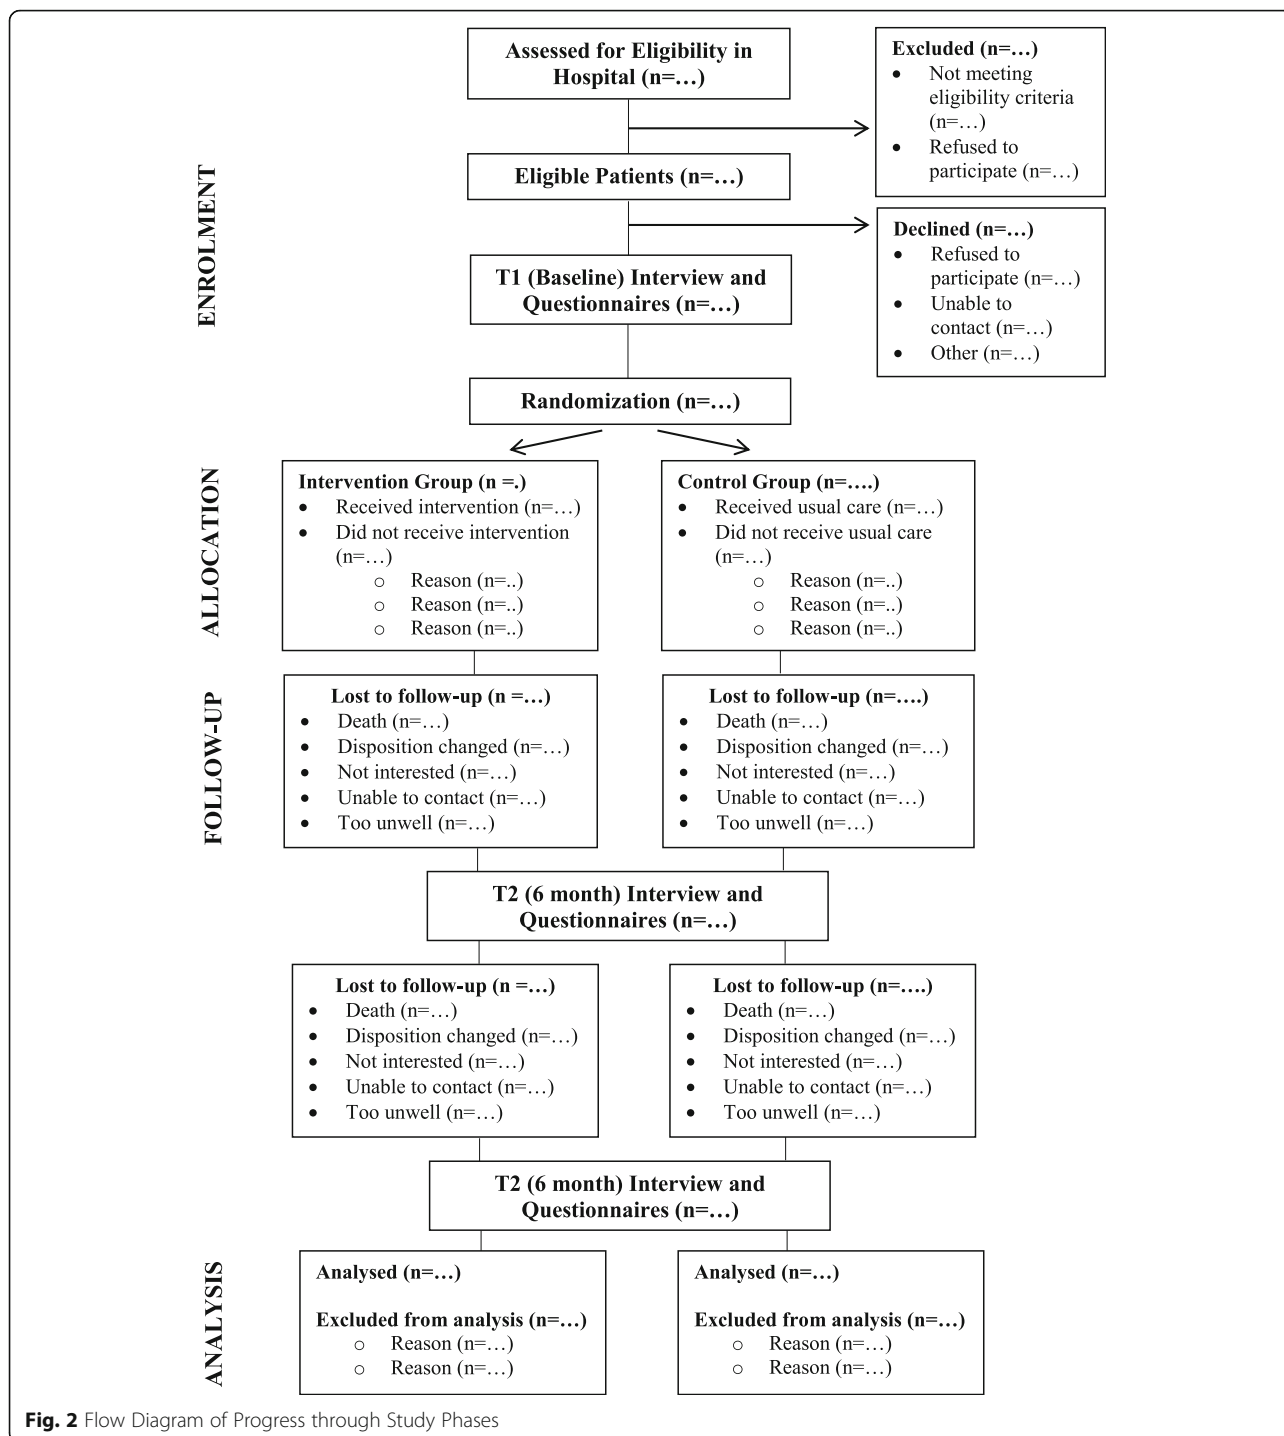 Assessed for Eligibility in
Hospital (n=…)
Excluded (n=…)
• Not meeting
eligibility criteria
(n=…)
• Refused to
participate (n=…)
ENROLMENT
Eligible Patients (n=…)
Declined (n=…)
• Refused to
participate (n=…)
• Unable to
contact (n=…)
• Other (n=…)
T1 (Baseline) Interview and
Questionnaires (n=…)
Randomization (n=…)
ALLOCATION
Intervention Group (n =.)
• Received intervention (n=…)
• Did not receive intervention
(n=…)
o Reason (n=..)
o Reason (n=..)
o Reason (n=..)
Control Group (n=….)
• Received usual care (n=…)
• Did not receive usual care
(n=…)
o Reason (n=..)
o Reason (n=..)
o Reason (n=..)
FOLLOW-UP
Lost to follow-up (n =…)
• Death (n=…)
• Disposition changed (n=…)
• Not interested (n=…)
• Unable to contact (n=…)
• Too unwell (n=…)
Lost to follow-up (n=….)
• Death (n=…)
• Disposition changed (n=…)
• Not interested (n=…)
• Unable to contact (n=…)
• Too unwell (n=…)
T2 (6 month) Interview and
Questionnaires (n=…)
Lost to follow-up (n =…)
• Death (n=…)
• Disposition changed (n=…)
• Not interested (n=…)
• Unable to contact (n=…)
• Too unwell (n=…)
Lost to follow-up (n=….)
• Death (n=…)
• Disposition changed (n=…)
• Not interested (n=…)
• Unable to contact (n=…)
• Too unwell (n=…)
T2 (6 month) Interview and
Questionnaires (n=…)
ANALYSIS
Analysed (n=…)
Excluded from analysis (n=…)
o Reason (n=…)
o Reason (n=…)
Analysed (n=…)
Excluded from analysis (n=…)
o Reason (n=…)
o Reason (n=…)
Fig. 2 Flow Diagram of Progress through Study Phases